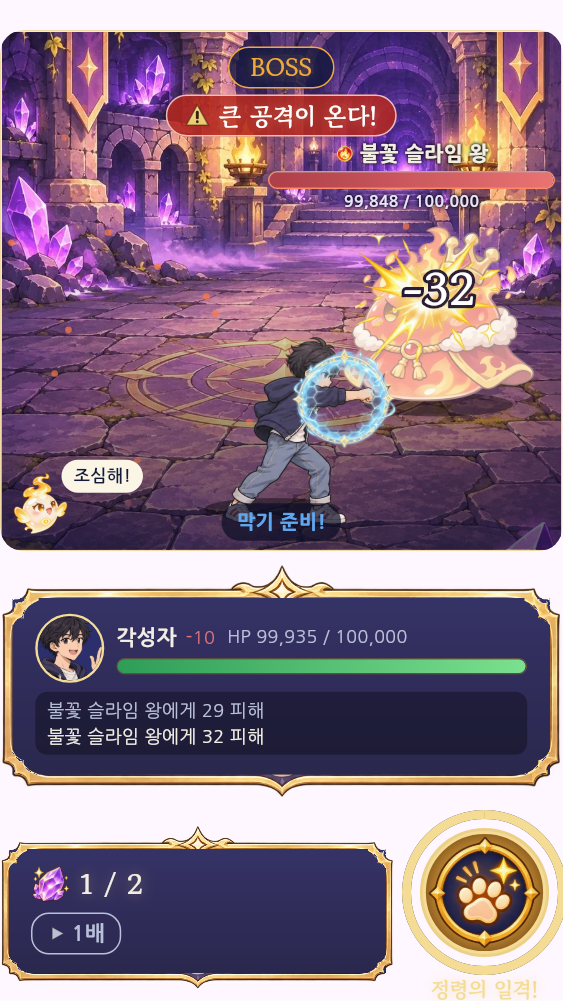 BOSS
⚠ 큰 공격이 온다!
불꽃 슬라임 왕
99,848 / 100,000
-32
조심해!
막기 준비!
각성자 -10 HP 99,935 / 100,000
불꽃 슬라임 왕에게 29 피해
불꽃 슬라임 왕에게 32 피해
1 / 2
▶ 1배
정령의 일격!